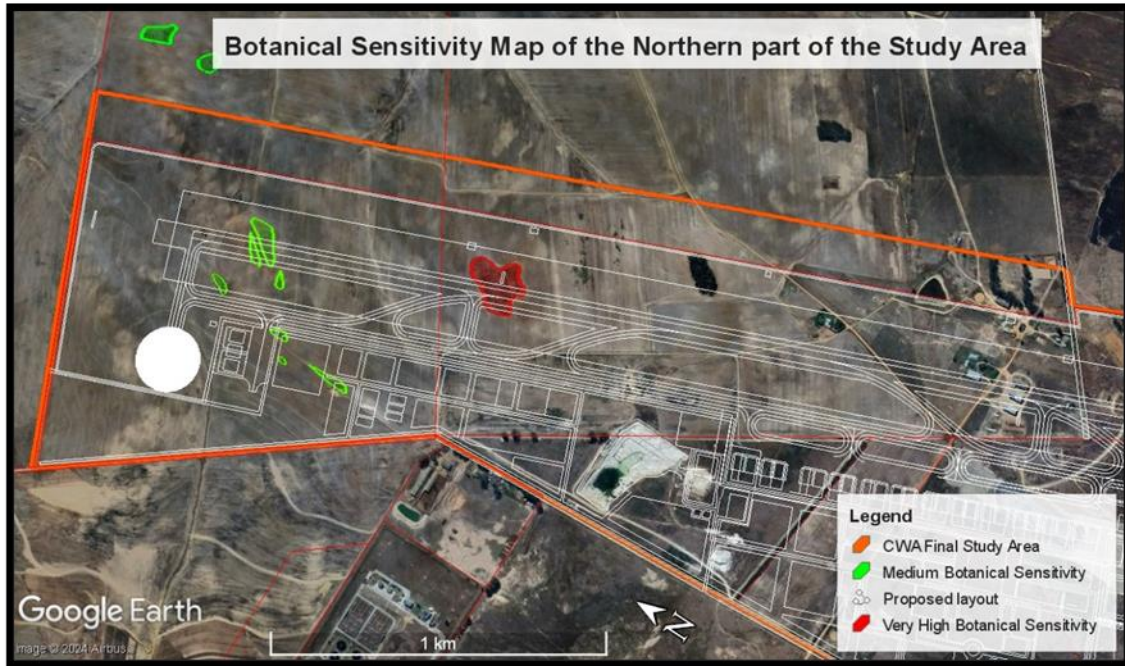 Botanical Sensitivity Map of the Northern part of the Study Area
Legend
CWA Final Study Area
Medium Botanical Sensitivity
Proposed layout
Very High Botanical Sensitivity
Google Earth
Image © 2024 Airbus
1 km
N